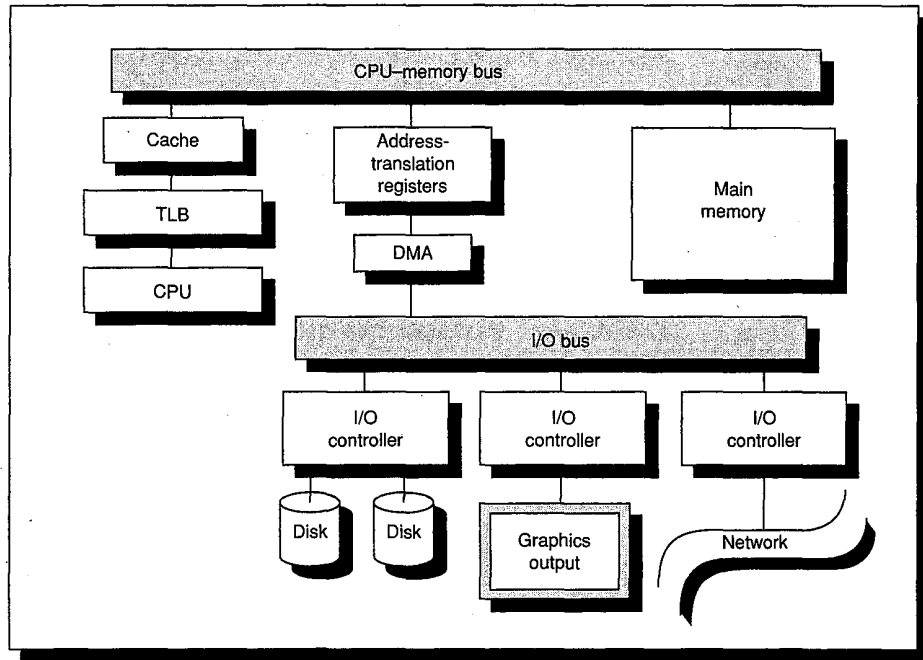 CPU–memory bus
Cache
Address-
translation
registers
Main
memory
TLB
DMA
CPU
I/O bus
I/O
controller
I/O
controller
I/O
controller
Disk
Disk
Graphics
output
Network